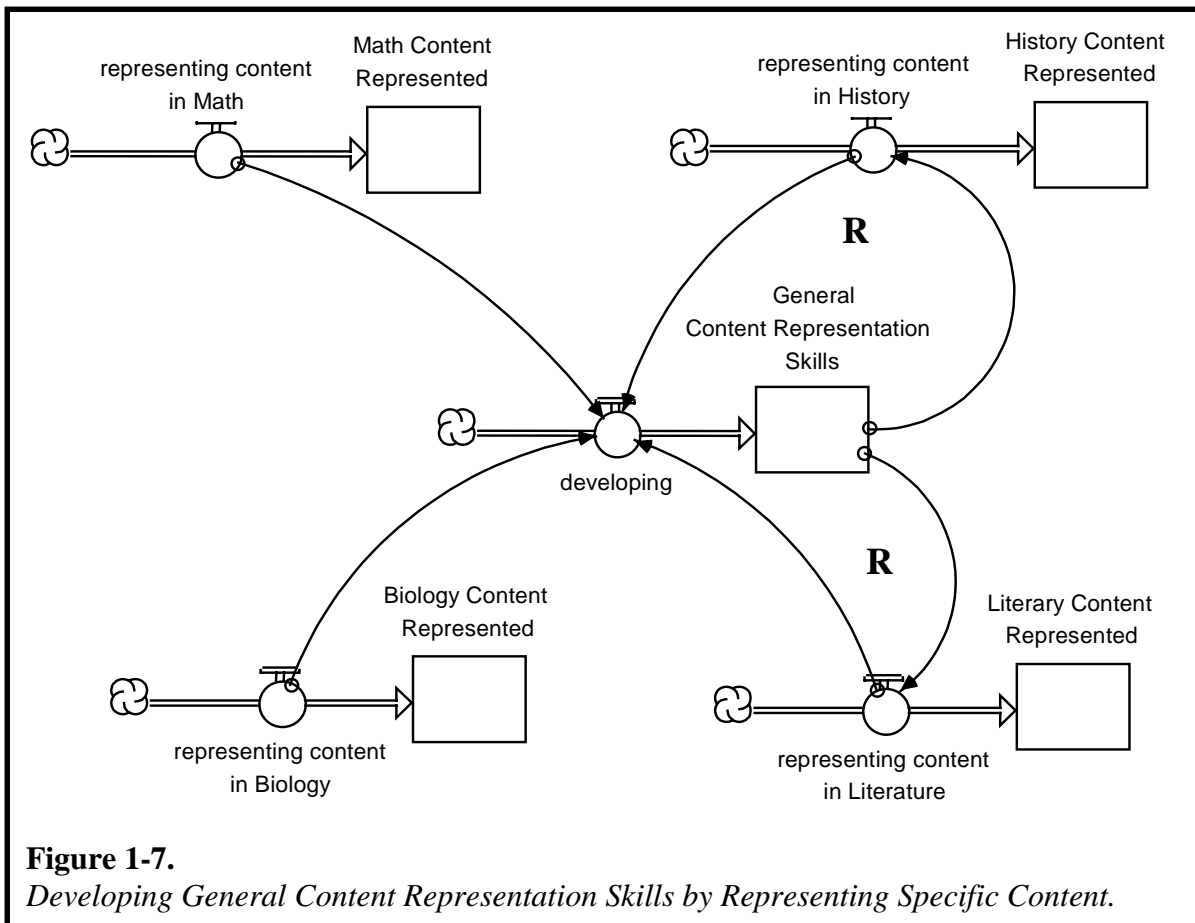 representing content
in Math
Math Content
Represented
representing content
in History
History Content
Represented
R
General
Content Representation
Skills
developing
R
Biology Content
Represented
representing content
in Biology
Literary Content
Represented
representing content
in Literature
Figure 1-7.
Developing General Content Representation Skills by Representing Specific Content.